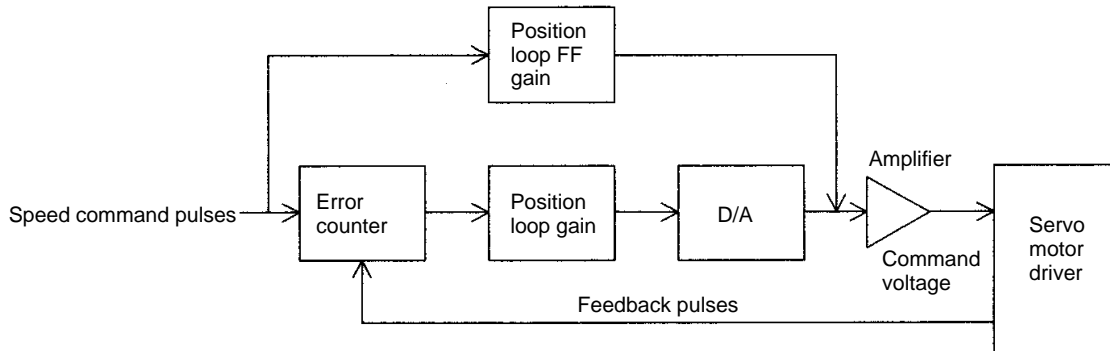 Position
loop FF
gain
Amplifier
Speed command pulses
Error
counter
Position
loop gain
D/A
Servo
motor
driver
Command
voltage
Feedback pulses